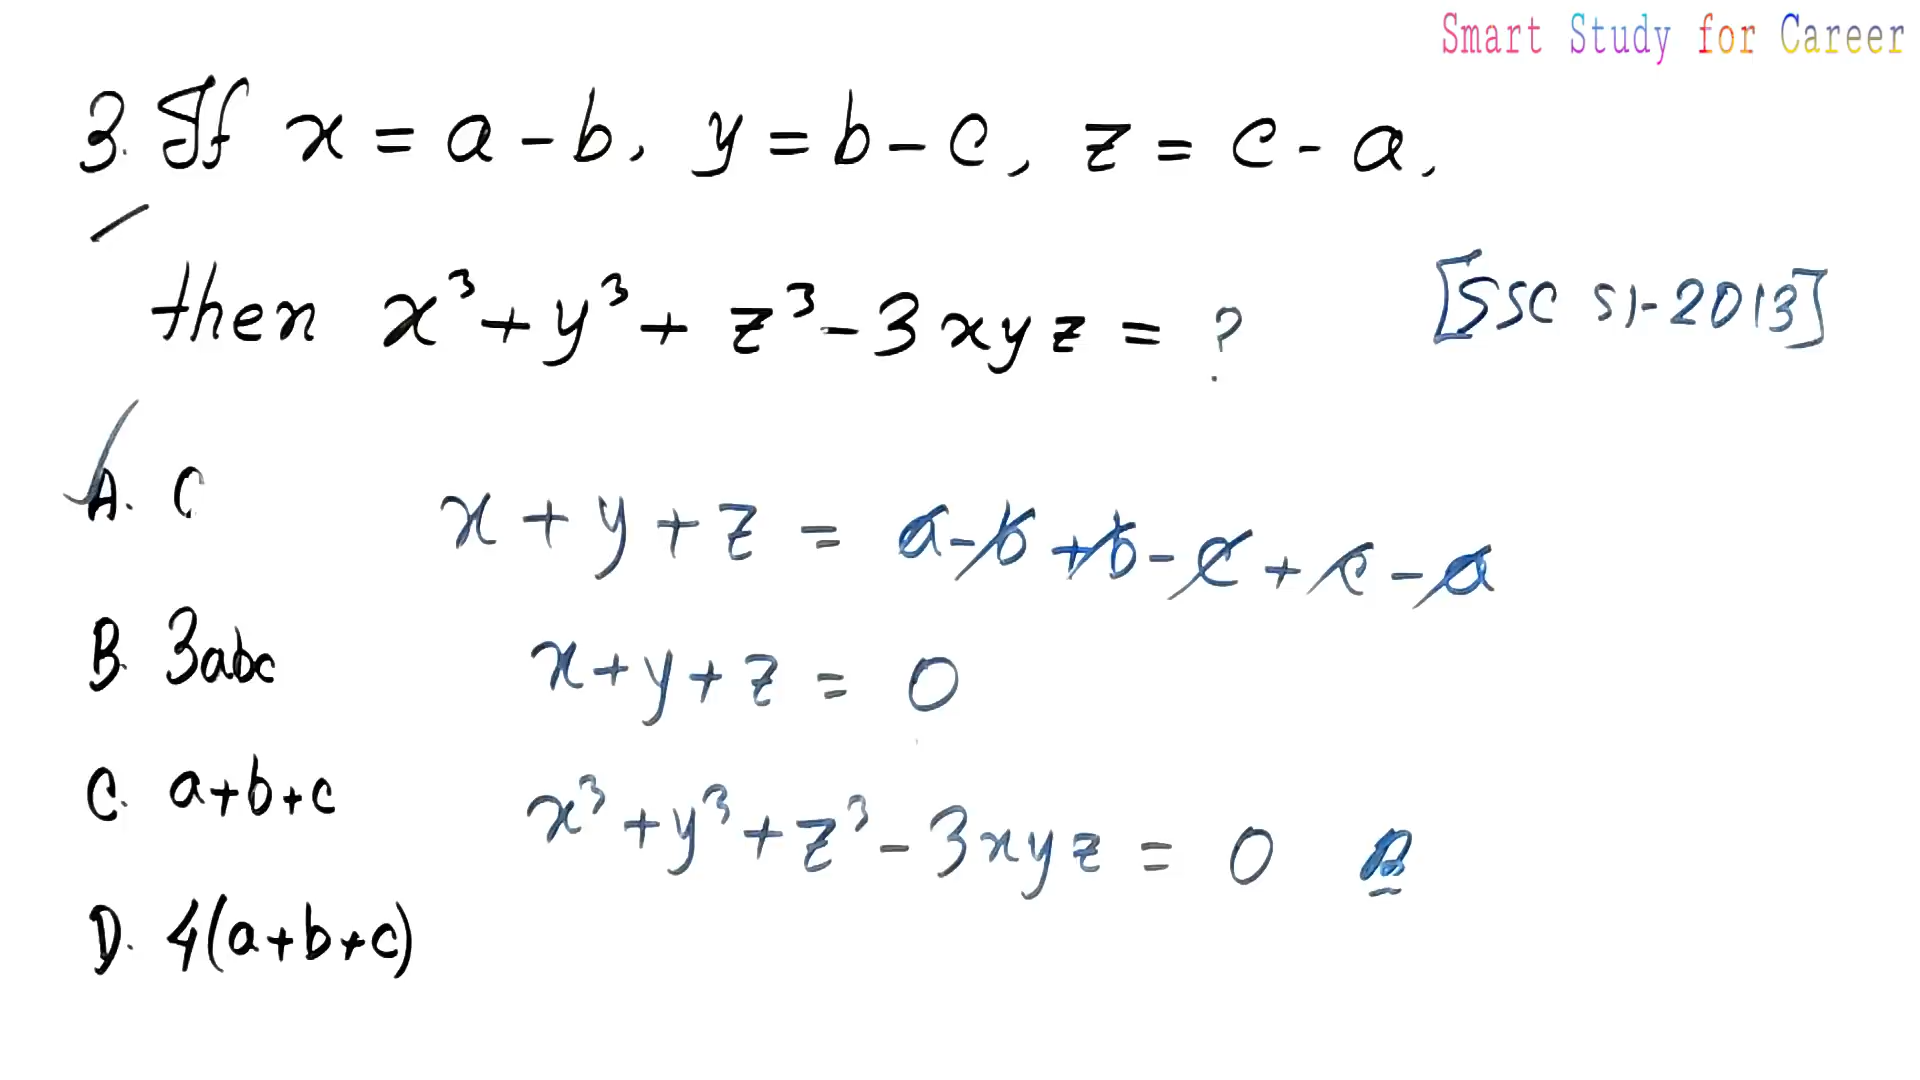 Smart Study for Career
3. If x = a - b, y = b - c, z = c - a,
then x³ + y³ + z³ - 3xyz = ?
[SSC SI-2013]
A. C
x + y + z = a - b + b - c + c - a
B. 3abc
x + y + z = 0
C. a+b+c
x³ + y³ + z³ - 3xyz = 0
D. 4(a+b+c)